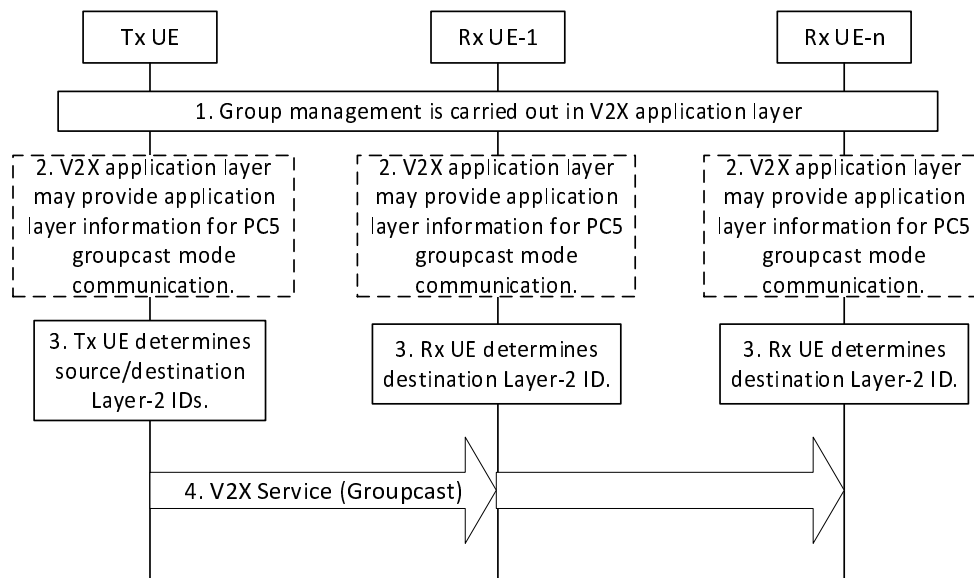 Tx UE
Rx UE-1
Rx UE-n
1. Group management is carried out in V2X application layer
2. V2X application layer
may provide application
layer information for PC5
groupcast mode
communication.
2. V2X application layer
may provide application
layer information for PC5
groupcast mode
communication.
2. V2X application layer
may provide application
layer information for PC5
groupcast mode
communication.
3. Tx UE determines
source/destination
Layer-2 IDs.
3. Rx UE determines
destination Layer-2 ID.
3. Rx UE determines
destination Layer-2 ID.
4. V2X Service (Groupcast)